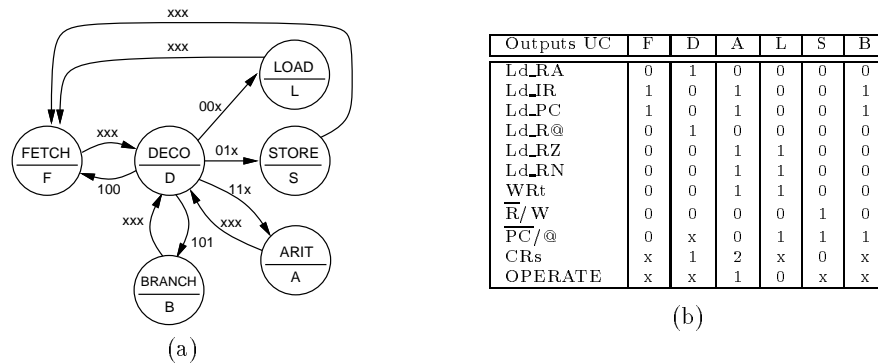 xxx
xxx
LOAD
L
00x
xxx
FETCH
F
DECO
D
01x
STORE
S
100
11x
xxx
xxx
101
ARIT
A
BRANCH
B
(a)
Outputs UC F D A L S B
Ld_RA 0 1 0 0 0 0
Ld_IR 1 0 1 0 0 1
Ld_PC 1 0 1 0 0 1
Ld_R@ 0 1 0 0 0 0
Ld_RZ 0 0 1 1 0 0
Ld_RN 0 0 1 1 0 0
WRt 0 0 1 1 0 0
R̅/W 0 0 0 0 1 0
P̅C̅/@ 0 x 0 1 1 1
CRs x 1 2 x 0 x
OPERATE x x 1 0 x x
(b)